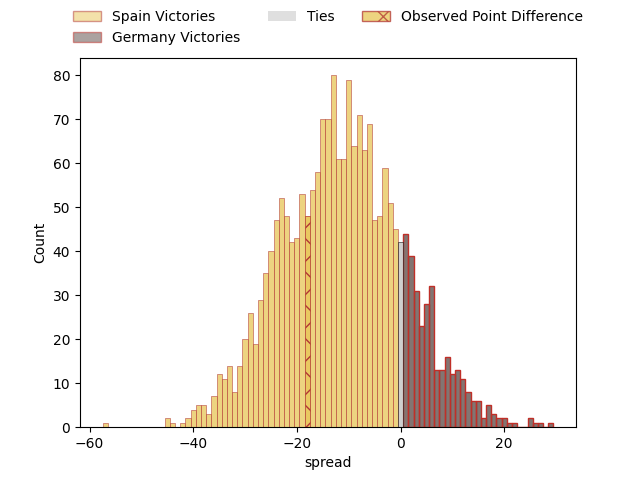 Spain Victories
Ties
Observed Point Difference
Germany Victories
80
70
60
50
40
30
20
10
0
Count
−60
−40
−20
0
20
spread